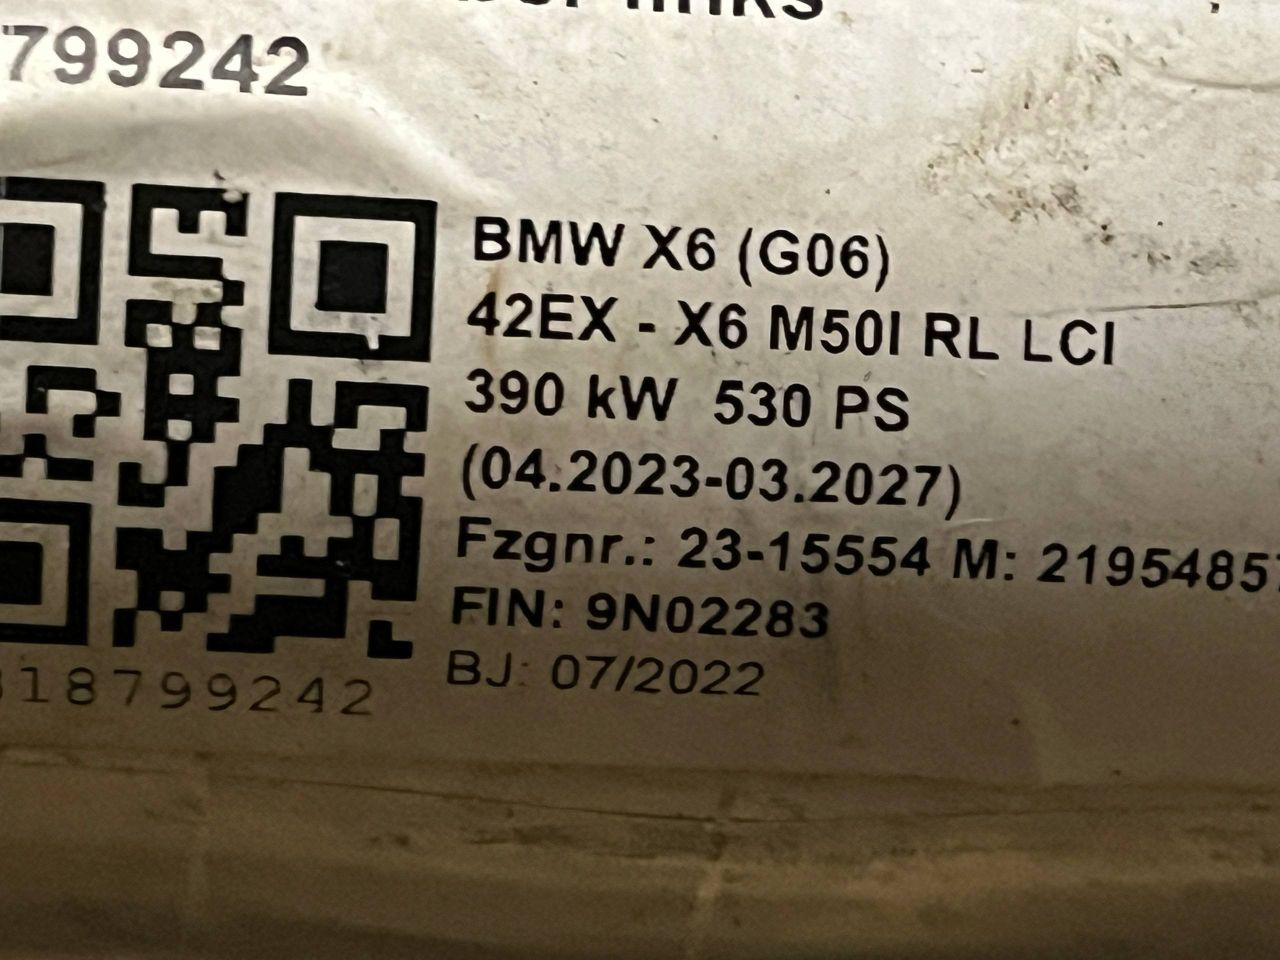 799242
BMW X6 (G06)
42EX - X6 M50I RL LCI
390 kW 530 PS
(04.2023-03.2027)
Fzgnr.: 23-15554 M: 2195485
FIN: 9N02283
BJ: 07/2022
18799242